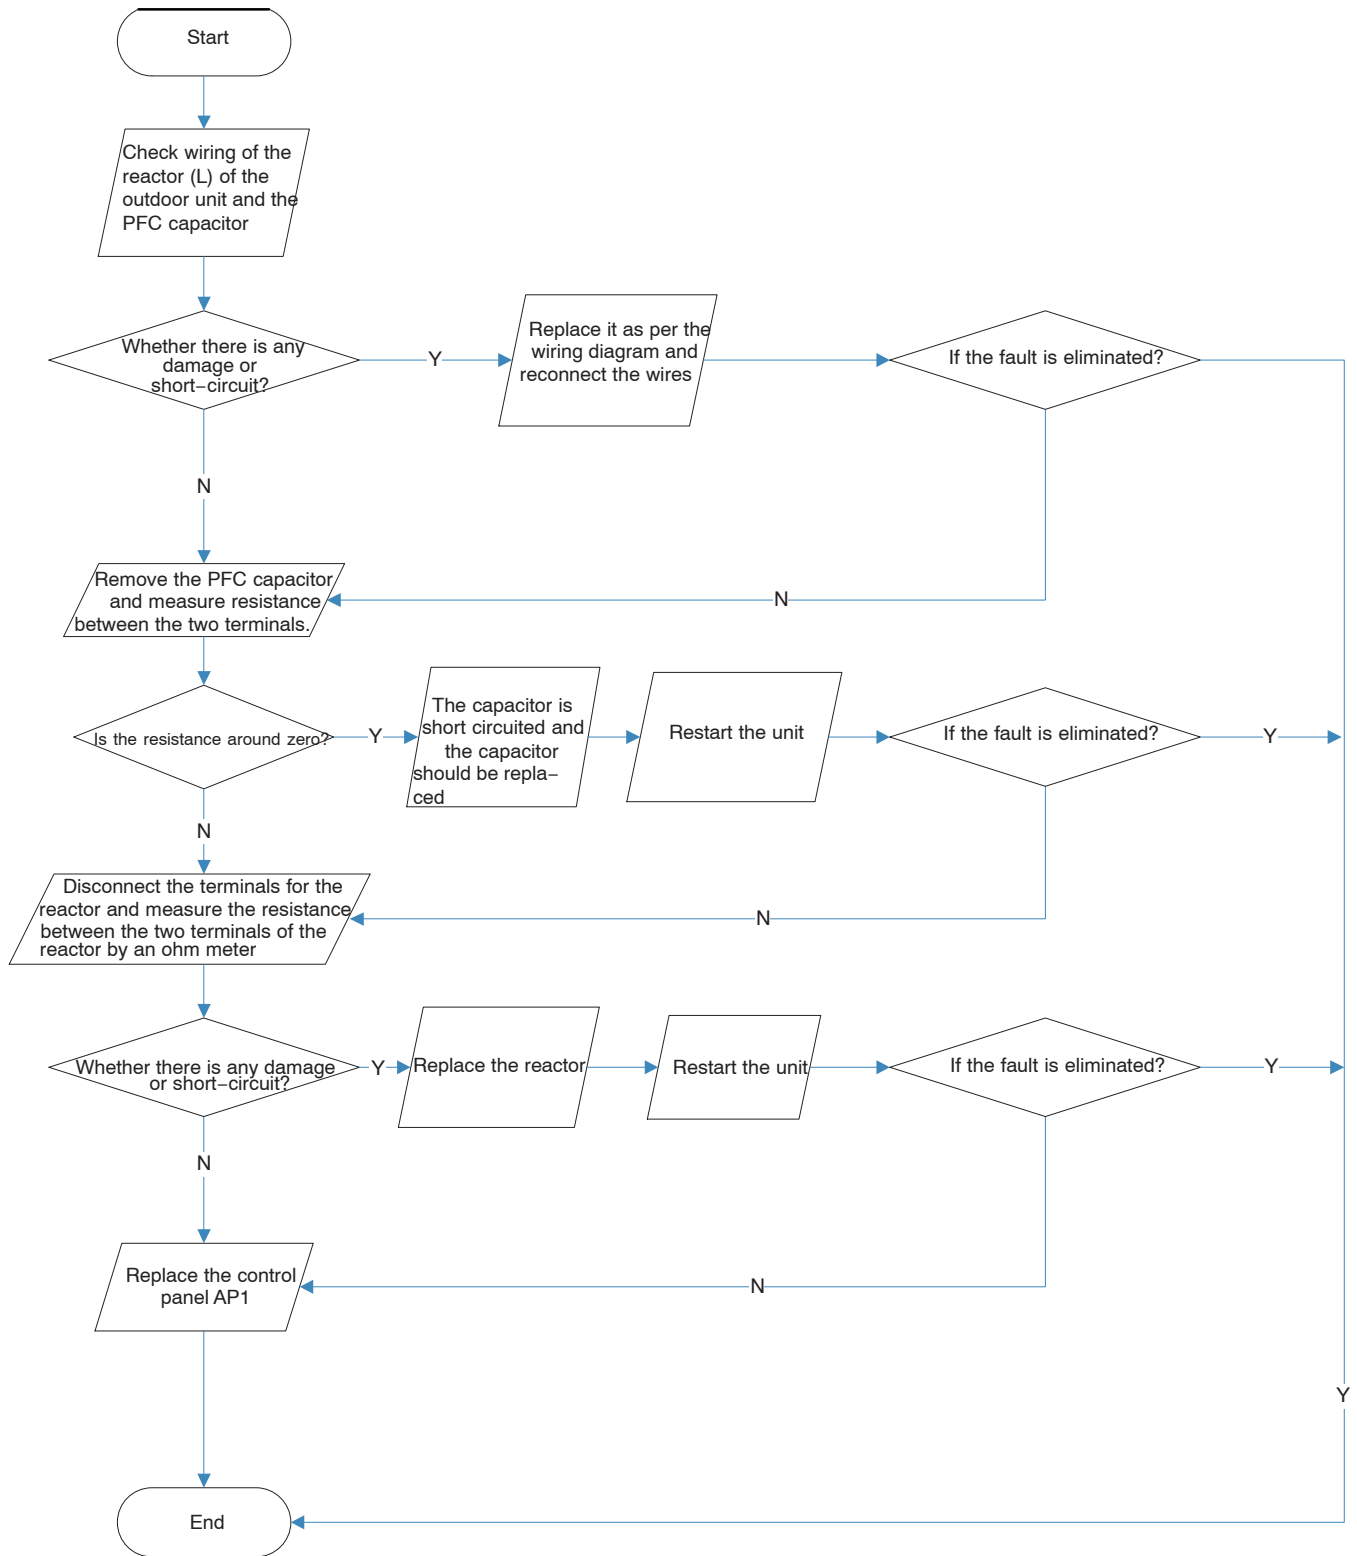 Start
Check wiring of the
reactor (L) of the
outdoor unit and the
PFC capacitor
Whether there is any
damage or
short-circuit?
Y
Replace it as per the
wiring diagram and
reconnect the wires
If the fault is eliminated?
N
Remove the PFC capacitor
and measure resistance
between the two terminals.
N
Is the resistance around zero?
Y
The capacitor is
short circuited and
the capacitor
should be repla-
ced
Restart the unit
If the fault is eliminated?
Y
N
Disconnect the terminals for the
reactor and measure the resistance
between the two terminals of the
reactor by an ohm meter
N
Whether there is any damage
or short-circuit?
Y
Replace the reactor
Restart the unit
If the fault is eliminated?
Y
N
Replace the control
panel AP1
N
Y
End